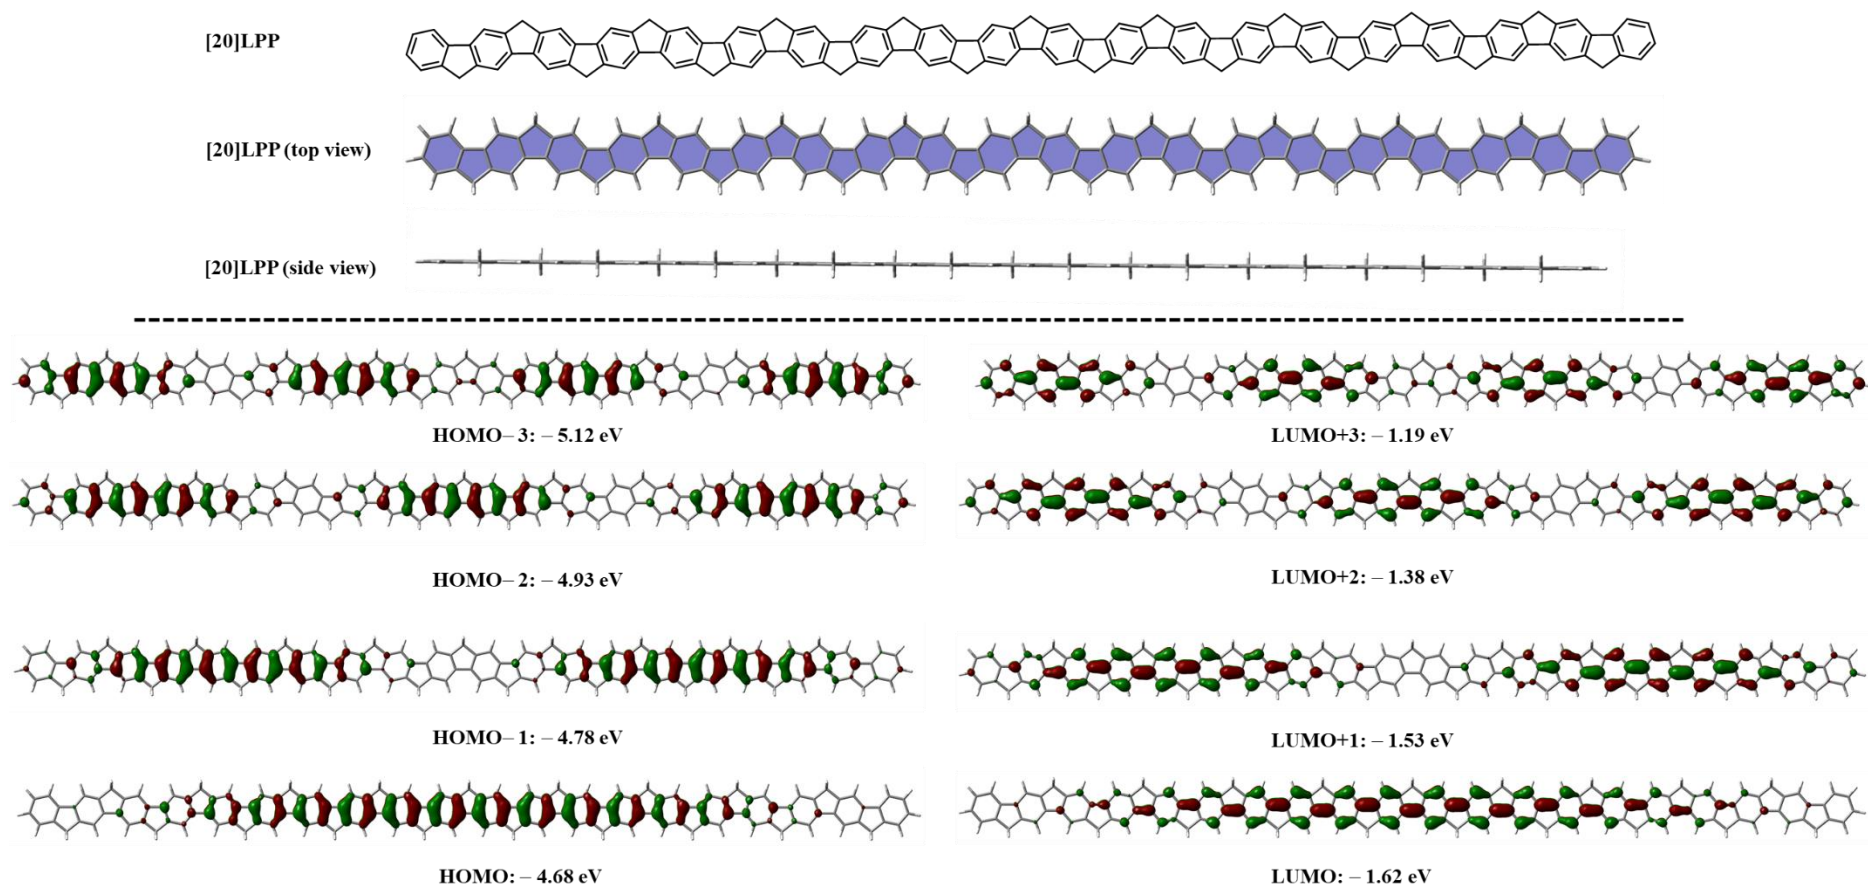 [20]LPP
[20]LPP (top view)
[20]LPP (side view)
HOMO– 3: – 5.12 eV
LUMO+3: – 1.19 eV
HOMO– 2: – 4.93 eV
LUMO+2: – 1.38 eV
HOMO– 1: – 4.78 eV
LUMO+1: – 1.53 eV
HOMO: – 4.68 eV
LUMO: – 1.62 eV